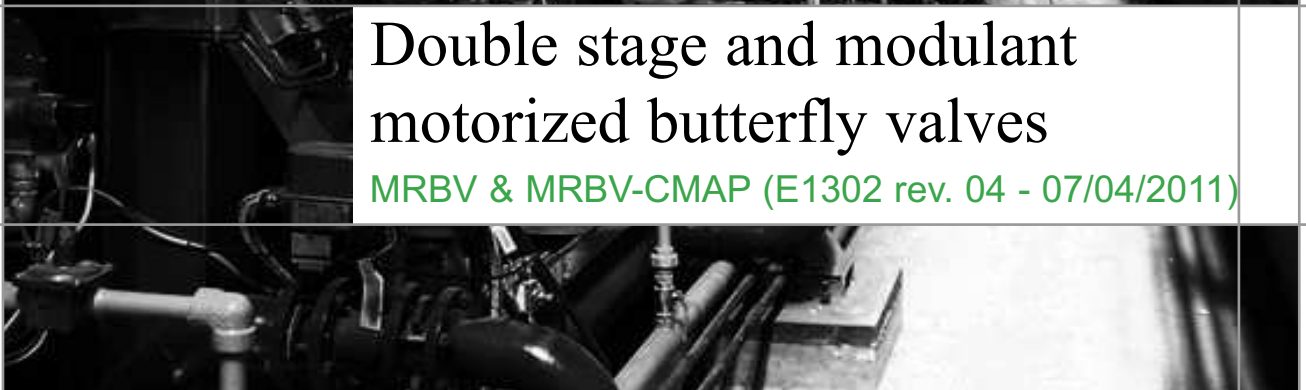 Double stage and modulant
motorized butterfly valves
MRBV & MRBV-CMAP (E1302 rev. 04 - 07/04/2011)